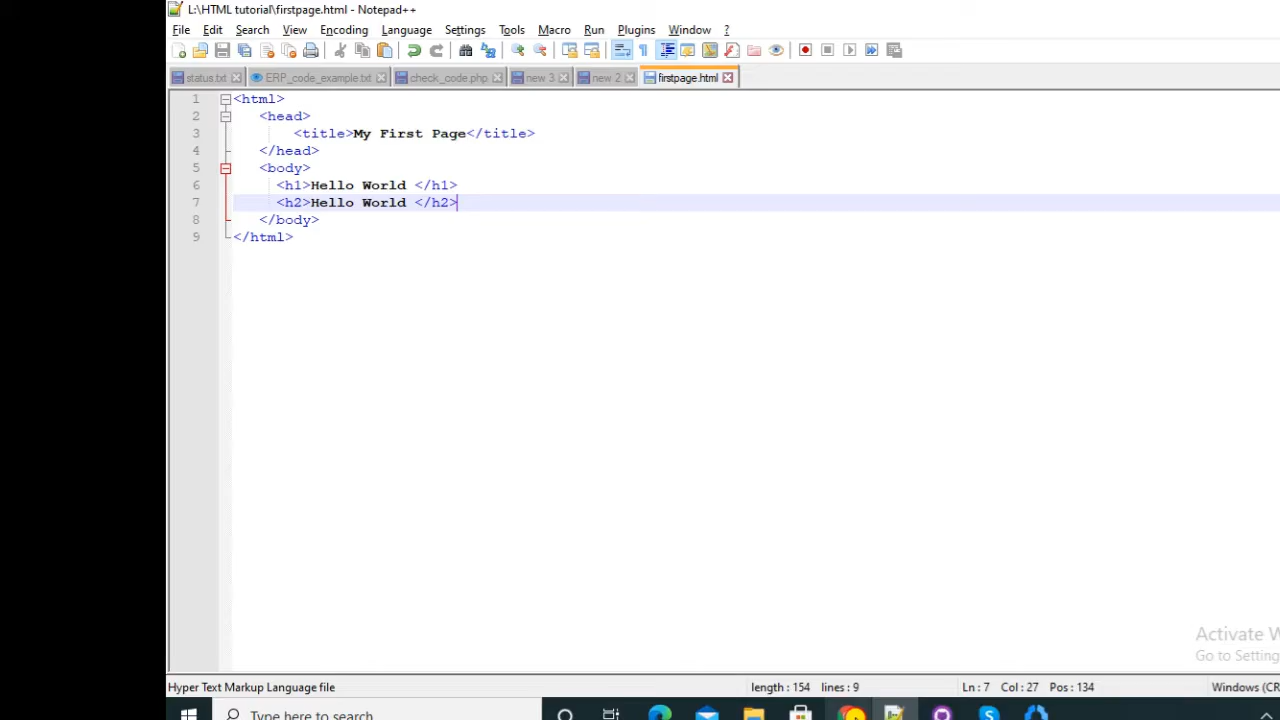 L:\HTML tutorial\firstpage.html - Notepad++
File Edit Search View Encoding Language Settings Tools Macro Run Plugins Window ?
status.txt ERP_code_example.txt check_code.php new 3 new 2 firstpage.html
1 <html>
2 <head>
3 <title>My First Page</title>
4 </head>
5 <body>
6 <h1>Hello World </h1>
7 <h2>Hello World </h2>
8 </body>
9 </html>
Activate W
Go to Setting
Hyper Text Markup Language file length : 154 lines : 9 Ln : 7 Col : 27 Pos : 134 Windows (CR
Type here to search